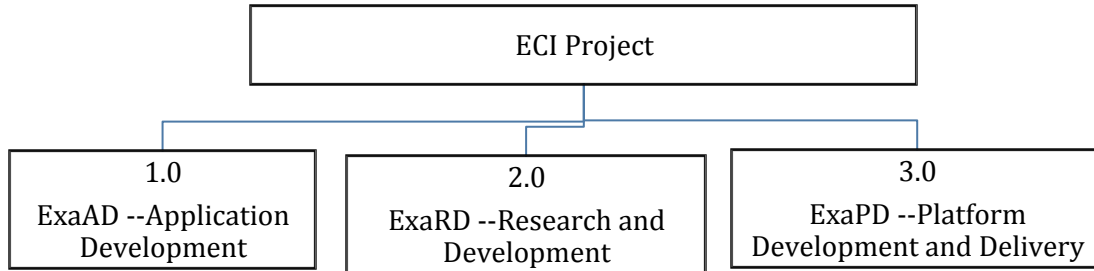 ECI Project
1.0
ExaAD --Application
Development
2.0
ExaRD --Research and
Development
3.0
ExaPD --Platform
Development and Delivery